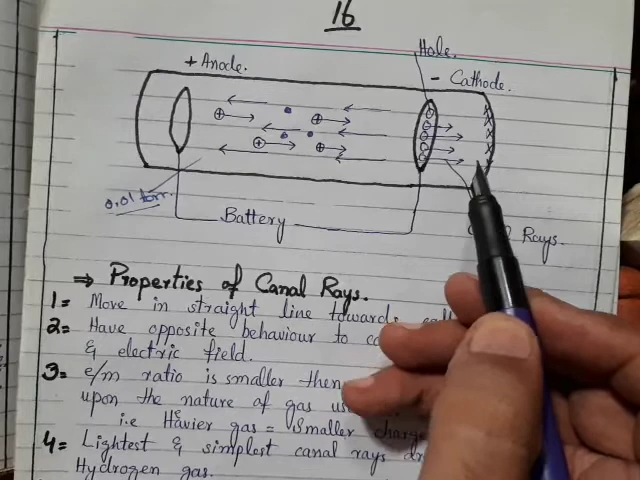 16
Hole.
+ Anode.
- Cathode.
0.01 torr.
Battery
Rays.
⇒ Properties of Canal Rays.
1= Move in straight line towards
2= Have opposite behaviour to
& electric field.
3= e/m ratio is smaller then
upon the nature of gas
i.e Havier gas = Smaller charge
4= Lightest & simplest canal rays
Hydrogen gas.